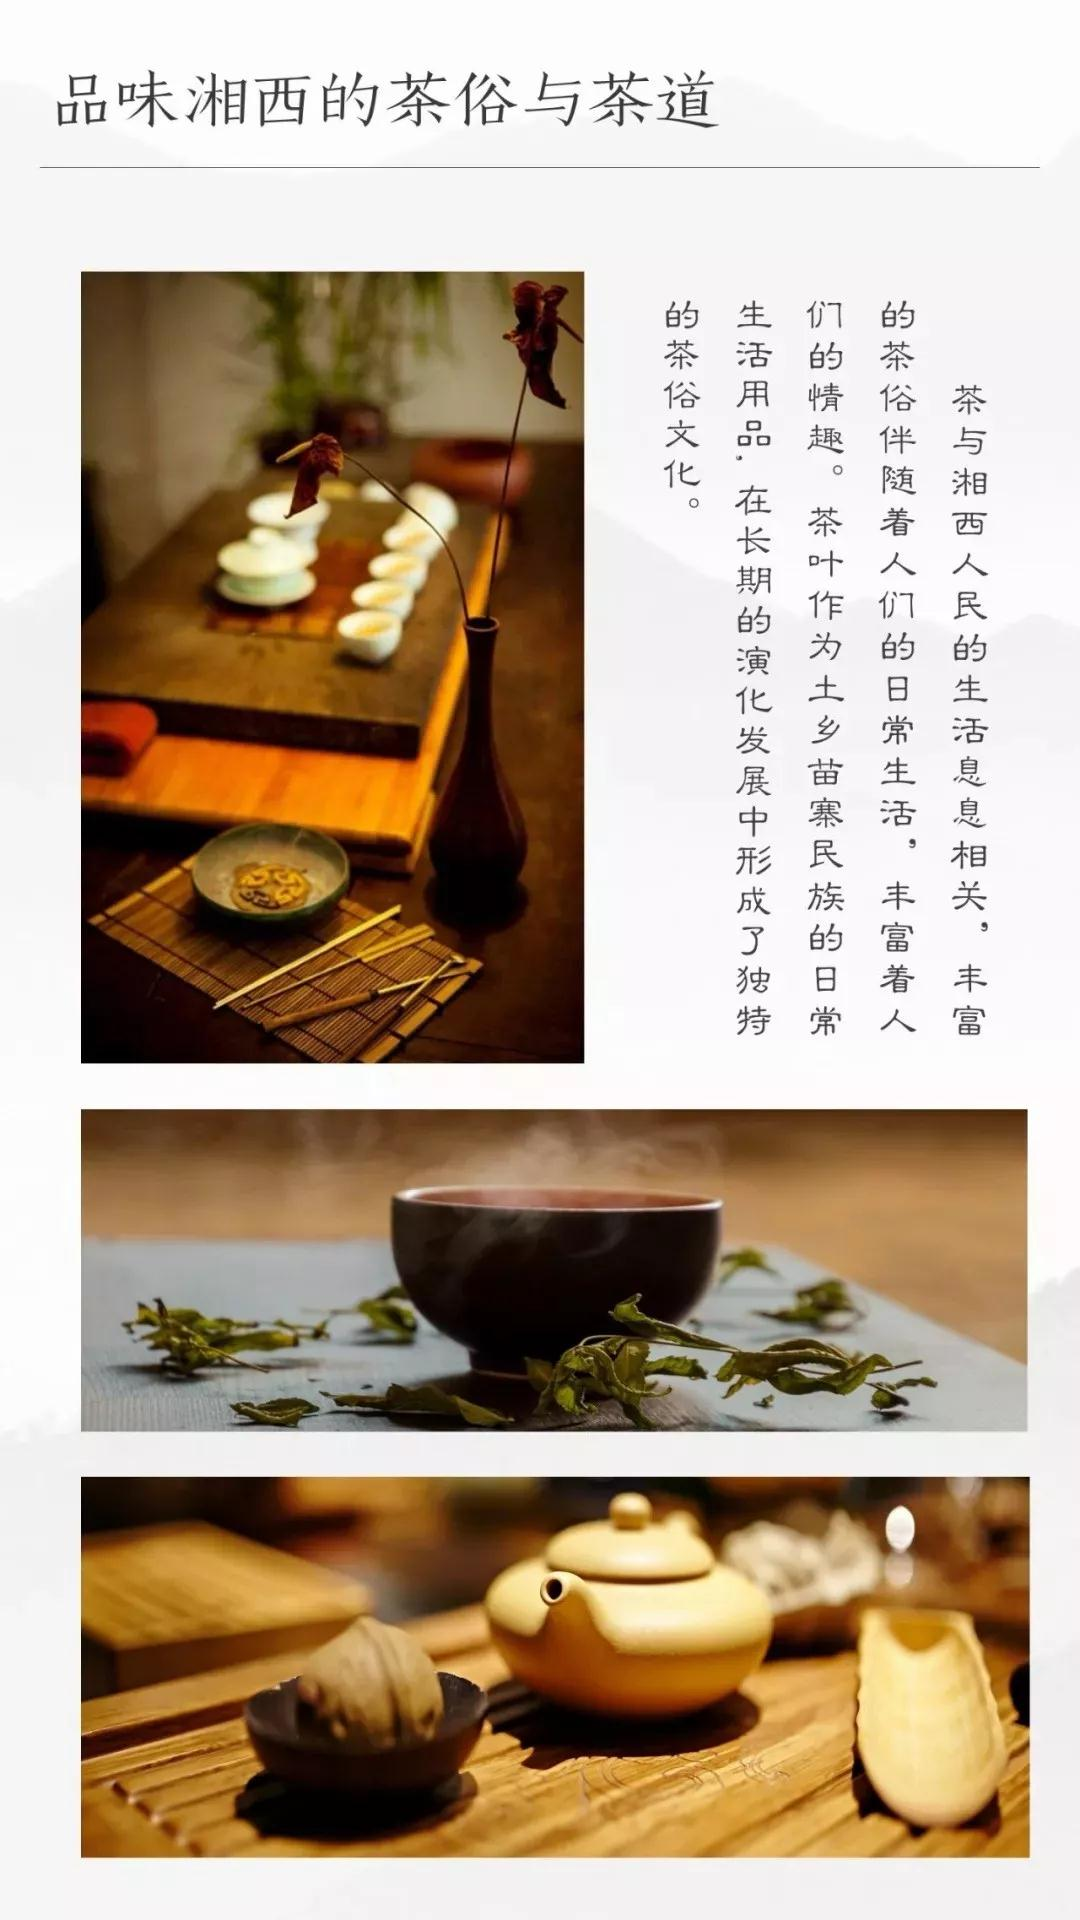 品味湘西的茶俗与茶道
茶与湘西人民的生活息息相关，丰富
的茶俗伴随着人们的日常生活，丰富着人
们的情趣。茶叶作为土乡苗寨民族的日常
生活用品，在长期的演化发展中形成了独特
的茶俗文化。